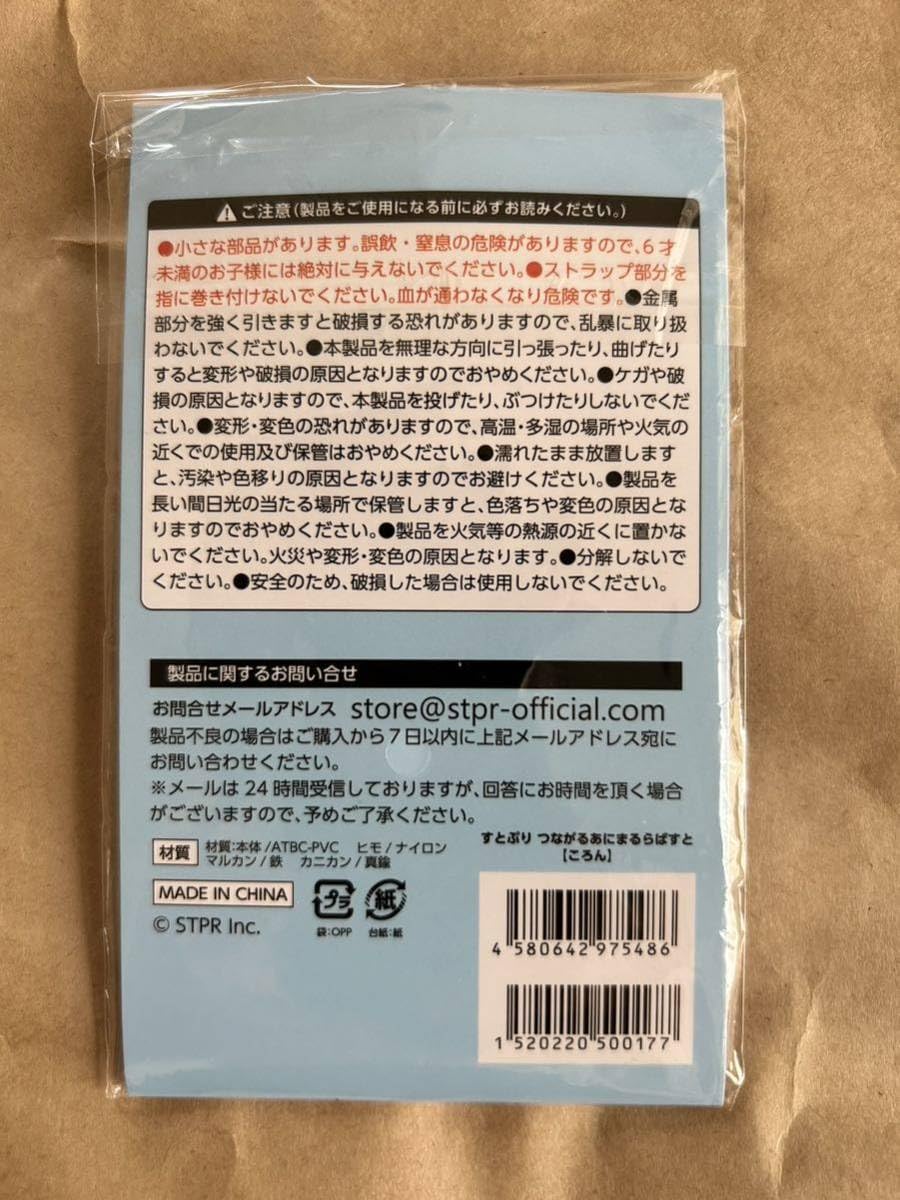 ⚠ ご注意(製品をご使用になる前に必ずお読みください。)
●小さな部品があります。誤飲・窒息の危険がありますので、6才
未満のお子様には絶対に与えないでください。●ストラップ部分を
指に巻き付けないでください。血が通わなくなり危険です。●金属
部分を強く引きますと破損する恐れがありますので、乱暴に取り扱
わないでください。●本製品を無理な方向に引っ張ったり、曲げたり
すると変形や破損の原因となりますのでおやめください。●ケガや破
損の原因となりますので、本製品を投げたり、ぶつけたりしないでくだ
さい。●変形・変色の恐れがありますので、高温・多湿の場所や火気の
近くでの使用及び保管はおやめください。●濡れたまま放置します
と、汚染や色移りの原因となりますのでお避けください。●製品を
長い間日光の当たる場所で保管しますと、色落ちや変色の原因とな
りますのでおやめください。●製品を火気等の熱源の近くに置かな
いでください。火災や変形・変色の原因となります。●分解しないで
ください。●安全のため、破損した場合は使用しないでください。
製品に関するお問い合せ
お問合せメールアドレス store@stpr-official.com
製品不良の場合はご購入から7日以内に上記メールアドレス宛に
お問い合わせください。
※メールは24時間受信しておりますが、回答にお時間を頂く場合
がございますので、予めご了承ください。
材質 材質:本体/ATBC-PVC ヒモ/ナイロン
マルカン/鉄 カニカン/真鍮
MADE IN CHINA
© STPR Inc.
プラ
袋:OPP
紙
台紙:紙
すとぷり つながるあにまるらばすと
【ころん】
4 580642 975486
1 520220 500177